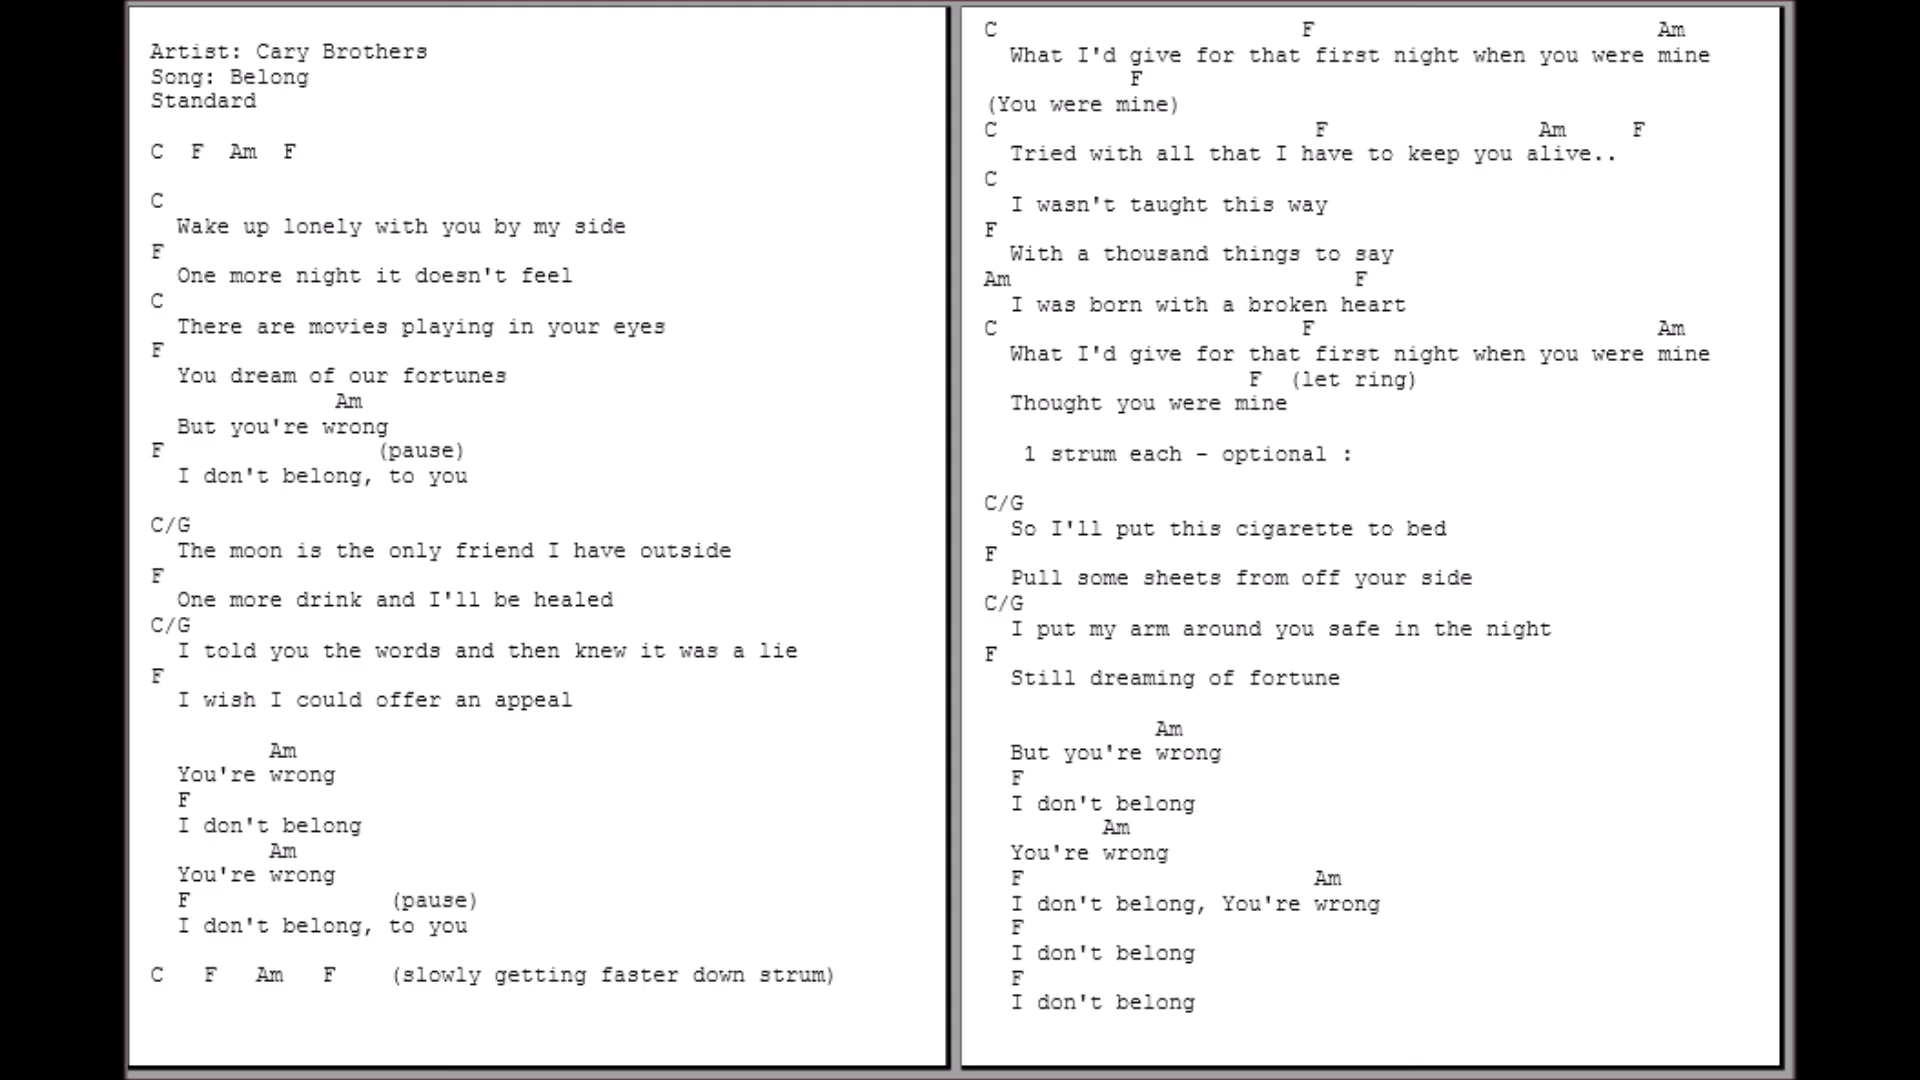 Artist: Cary Brothers
Song: Belong
Standard
C  F  Am  F
C
Wake up lonely with you by my side
F
One more night it doesn't feel
C
There are movies playing in your eyes
F
You dream of our fortunes
Am
But you're wrong
F                 (pause)
I don't belong, to you
C/G
The moon is the only friend I have outside
F
One more drink and I'll be healed
C/G
I told you the words and then knew it was a lie
F
I wish I could offer an appeal
Am
You're wrong
F
I don't belong
Am
You're wrong
F                (pause)
I don't belong, to you
C   F   Am   F    (slowly getting faster down strum)
C                       F                          Am
What I'd give for that first night when you were mine
F
(You were mine)
C                        F                Am     F
Tried with all that I have to keep you alive..
C
I wasn't taught this way
F
With a thousand things to say
Am                          F
I was born with a broken heart
C                       F                          Am
What I'd give for that first night when you were mine
F  (let ring)
Thought you were mine
1 strum each - optional :
C/G
So I'll put this cigarette to bed
F
Pull some sheets from off your side
C/G
I put my arm around you safe in the night
F
Still dreaming of fortune
Am
But you're wrong
F
I don't belong
Am
You're wrong
F                      Am
I don't belong, You're wrong
F
I don't belong
F
I don't belong